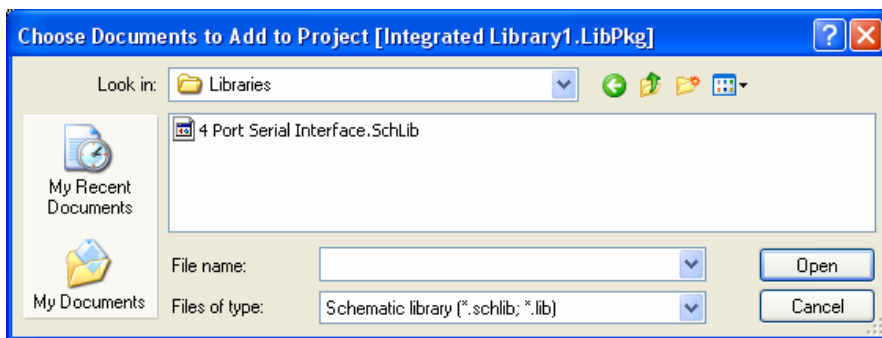 Choose Documents to Add to Project [Integrated Library1.LibPkg]
Look in: Libraries
4 Port Serial Interface.SchLib
My Recent
Documents
My Documents
File name:
Open
Files of type: Schematic library (*.schlib; *.lib)
Cancel